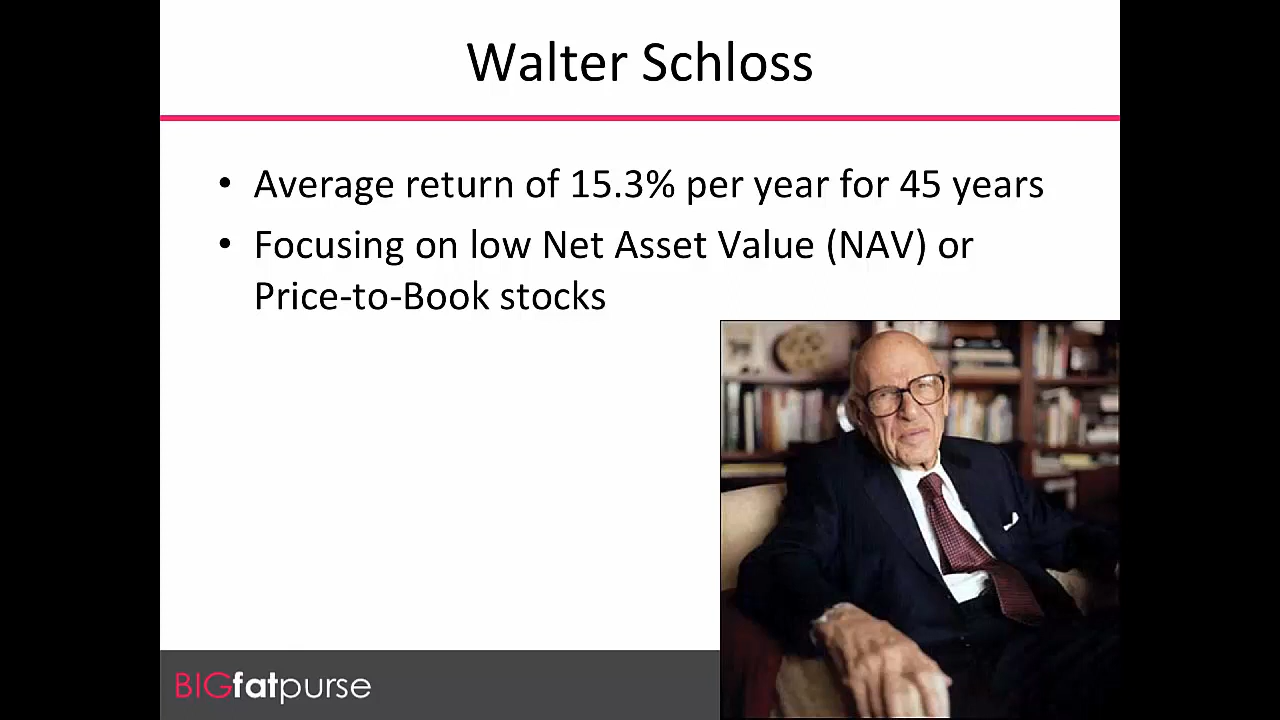 Walter Schloss
• Average return of 15.3% per year for 45 years
• Focusing on low Net Asset Value (NAV) or
Price-to-Book stocks
BIGfatpurse